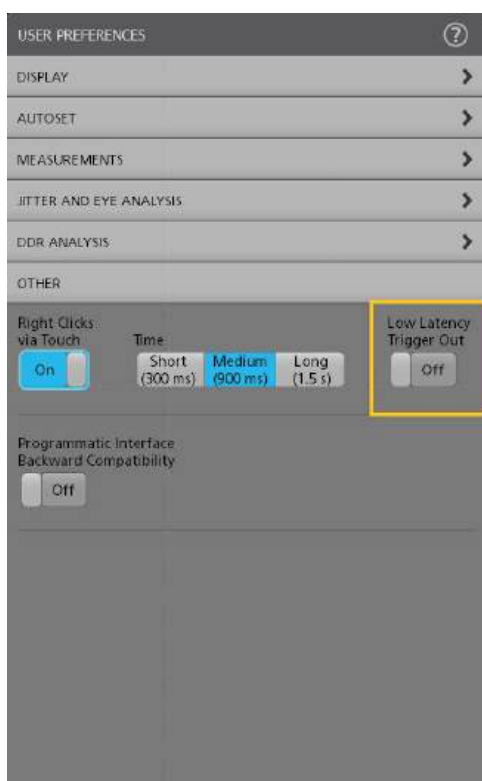 USER PREFERENCES ?
DISPLAY
AUTOSET
MEASUREMENTS
JITTER AND EYE ANALYSIS
DDR ANALYSIS
OTHER
Right Clicks
via Touch
On
Time
Short
(300 ms)
Medium
(900 ms)
Long
(1.5 s)
Low Latency
Trigger Out
Off
Programmatic Interface
Backward Compatibility
Off